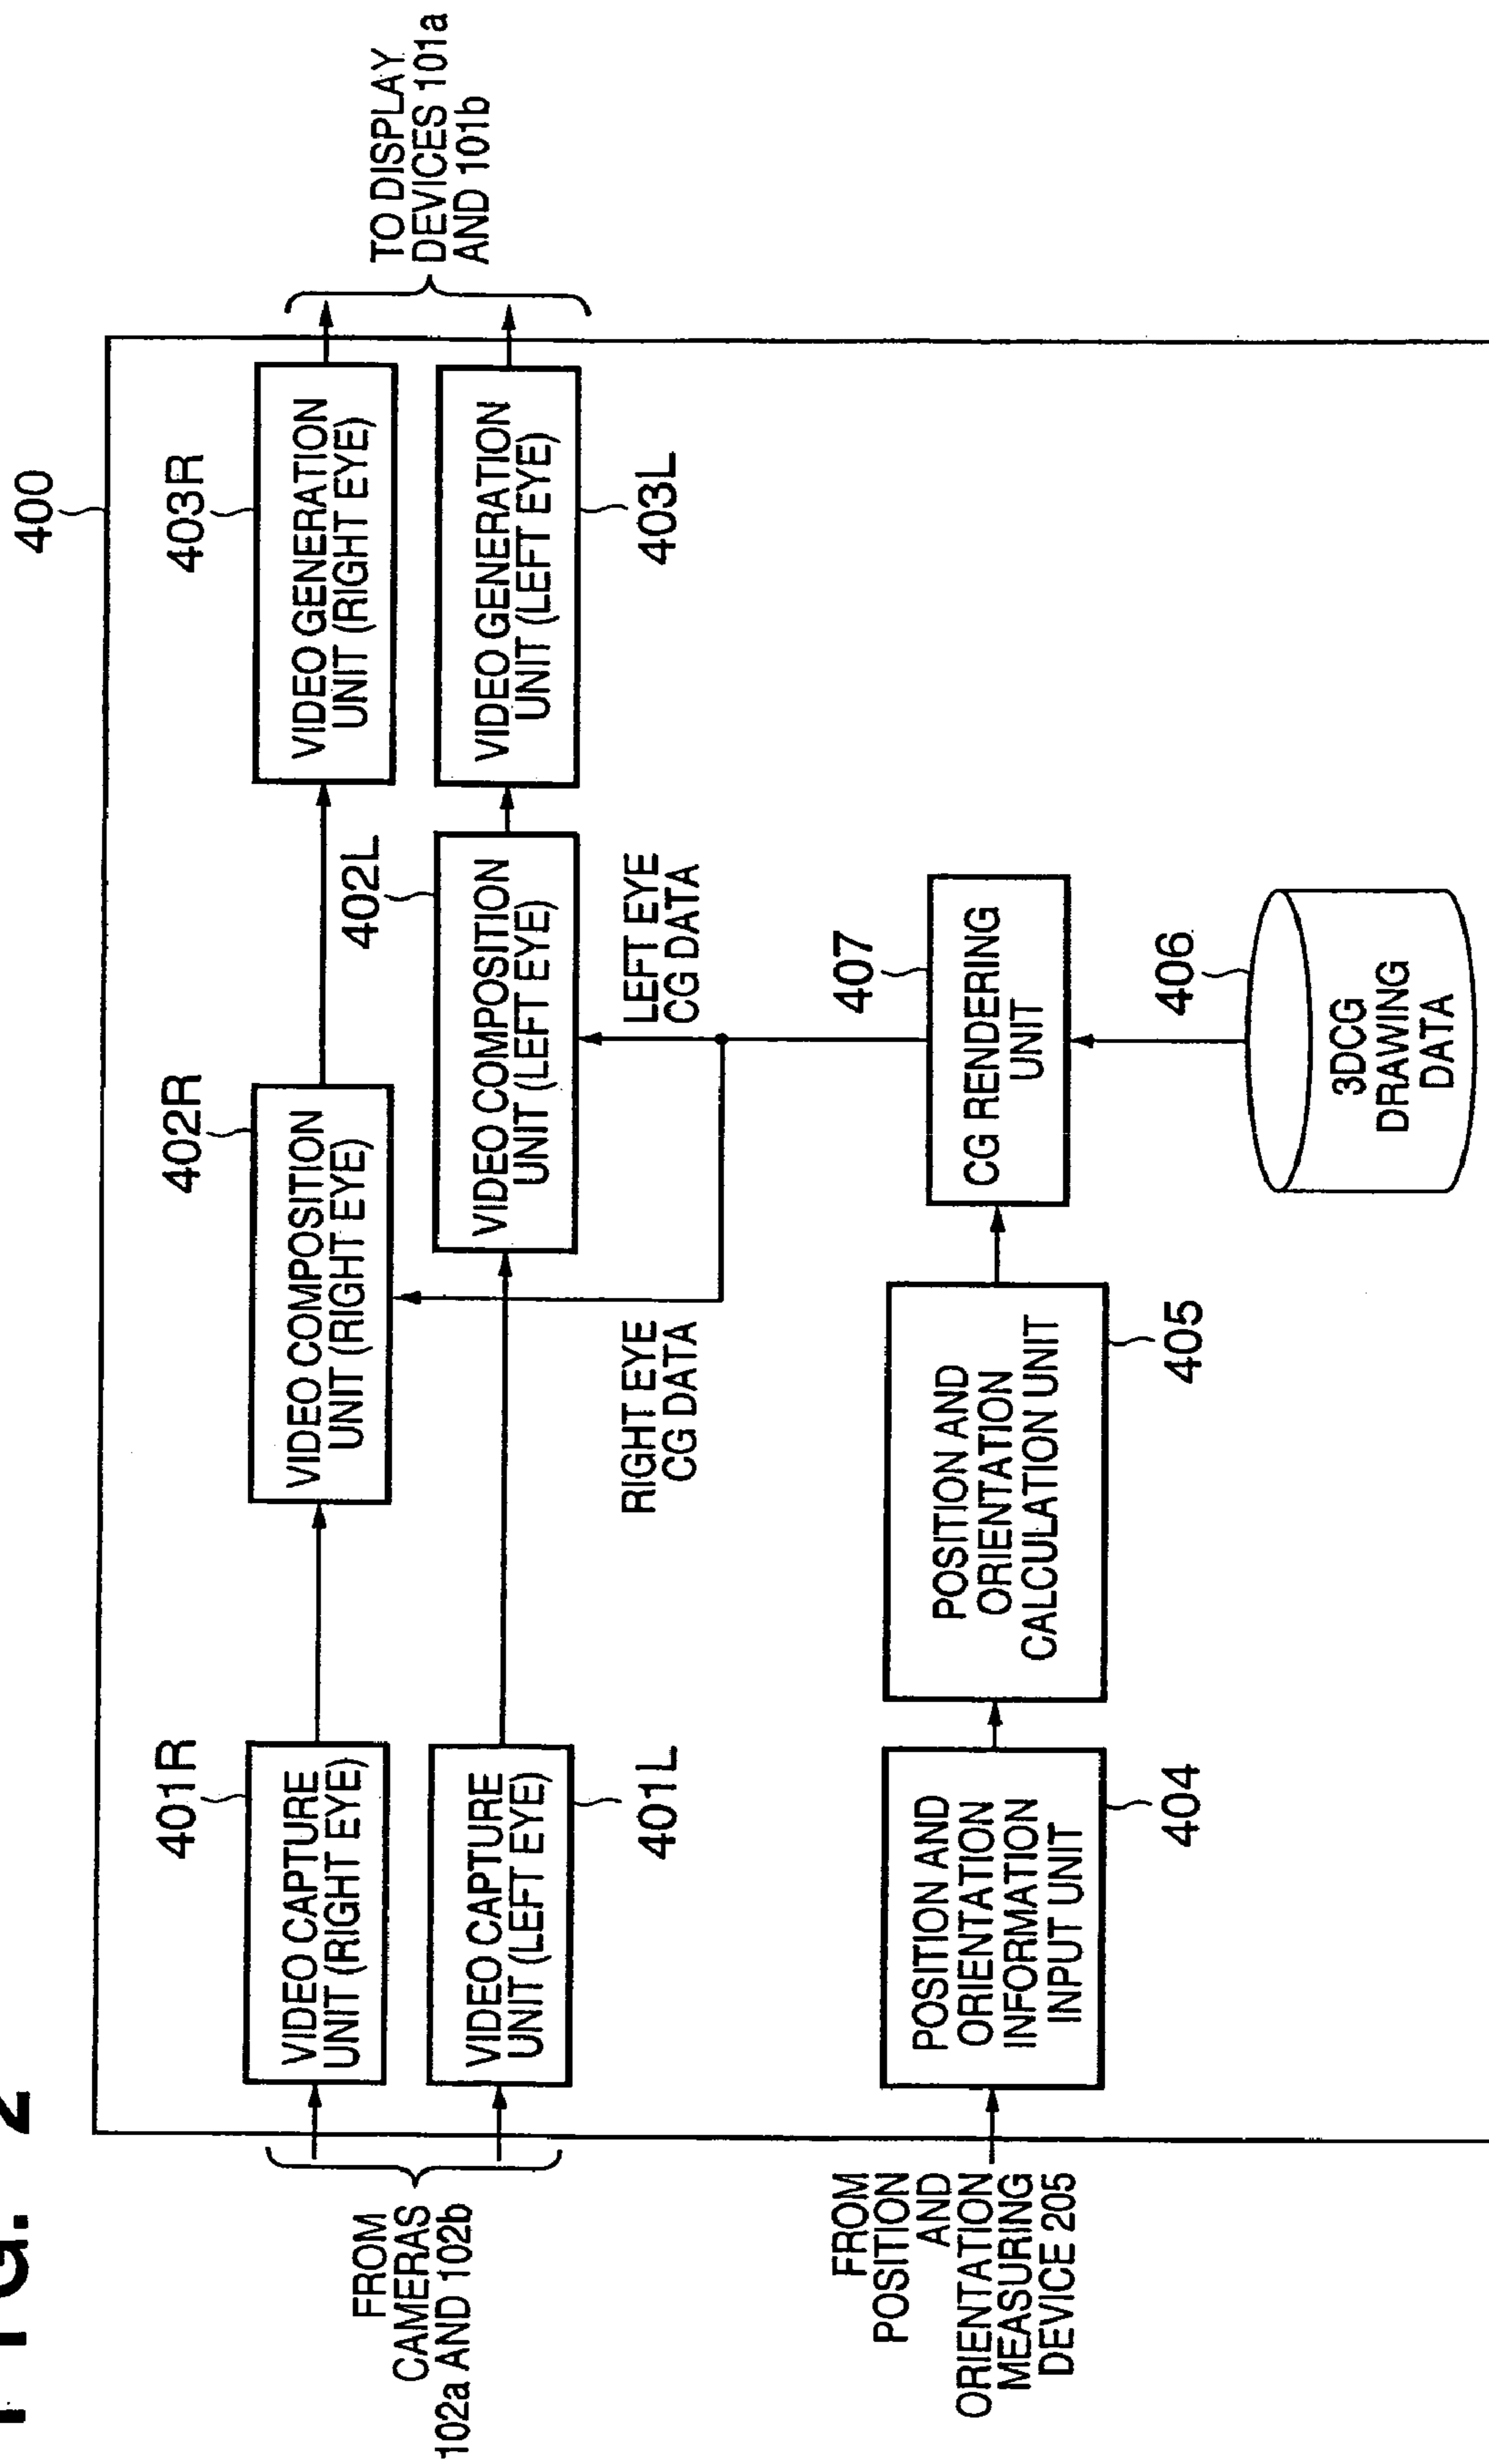 FIG. 2
400
403R
VIDEO GENERATION
UNIT (RIGHT EYE)
TO DISPLAY
DEVICES 101a
AND 101b
VIDEO GENERATION
UNIT (LEFT EYE)
403L
402R
VIDEO COMPOSITION
UNIT (RIGHT EYE)
402L
VIDEO COMPOSITION
UNIT (LEFT EYE)
LEFT EYE
CG DATA
RIGHT EYE
CG DATA
401R
VIDEO CAPTURE
UNIT (RIGHT EYE)
VIDEO CAPTURE
UNIT (LEFT EYE)
401L
FROM
CAMERAS
102a AND 102b
FROM
POSITION
AND
ORIENTATION
MEASURING
DEVICE 205
POSITION AND
ORIENTATION
INFORMATION
INPUT UNIT
404
POSITION AND
ORIENTATION
CALCULATION UNIT
405
407
CG RENDERING
UNIT
406
3DCG
DRAWING
DATA